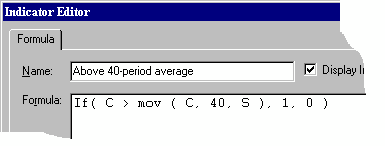 Indicator Editor
Formula
Name: Above 40-period average Display
Formula: If( C > mov ( C, 40, S ), 1, 0 )